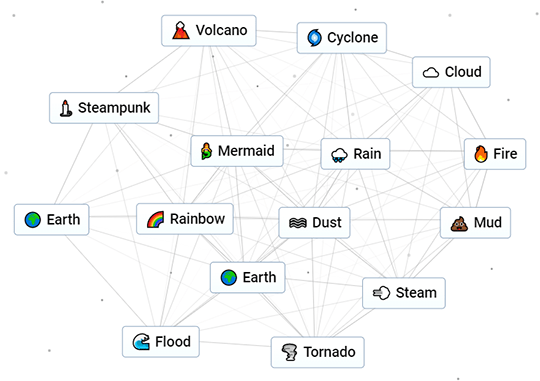 Volcano
Cyclone
Cloud
Steampunk
Mermaid
Rain
Fire
Earth
Rainbow
Dust
Mud
Earth
Steam
Flood
Tornado